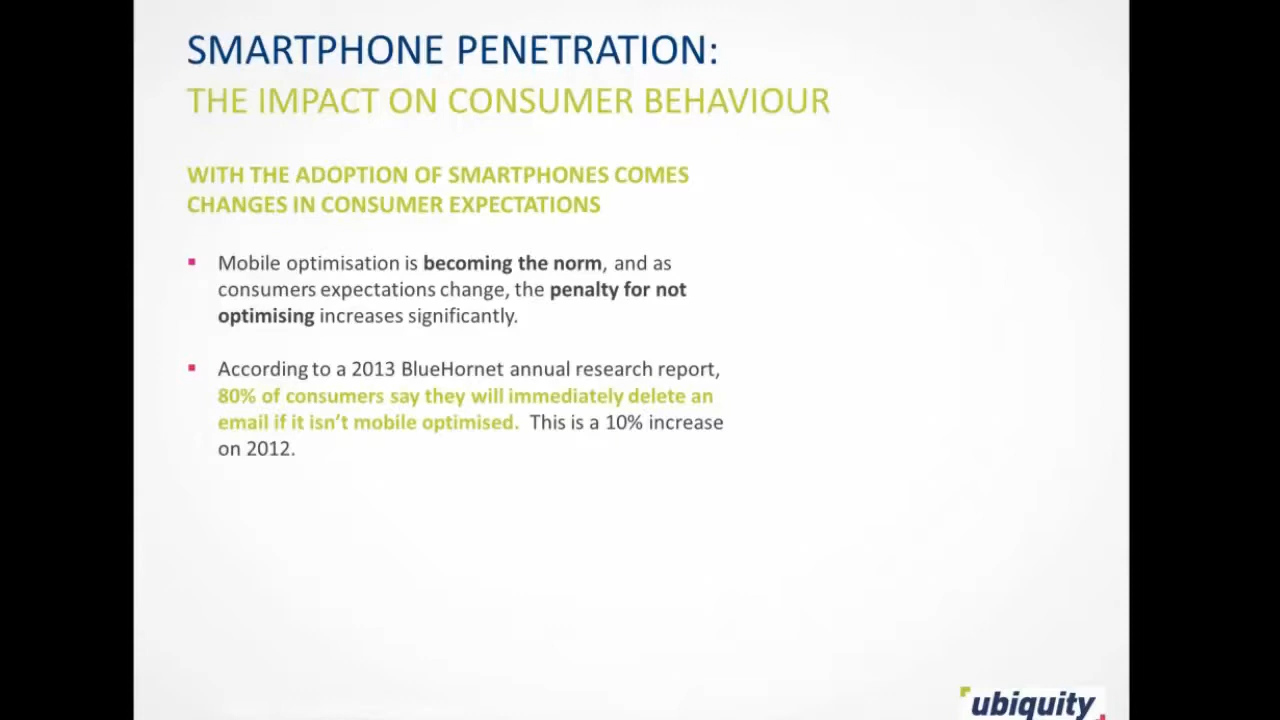 SMARTPHONE PENETRATION:
THE IMPACT ON CONSUMER BEHAVIOUR
WITH THE ADOPTION OF SMARTPHONES COMES
CHANGES IN CONSUMER EXPECTATIONS
▪ Mobile optimisation is becoming the norm, and as
consumers expectations change, the penalty for not
optimising increases significantly.
▪ According to a 2013 BlueHornet annual research report,
80% of consumers say they will immediately delete an
email if it isn't mobile optimised. This is a 10% increase
on 2012.
ubiquity